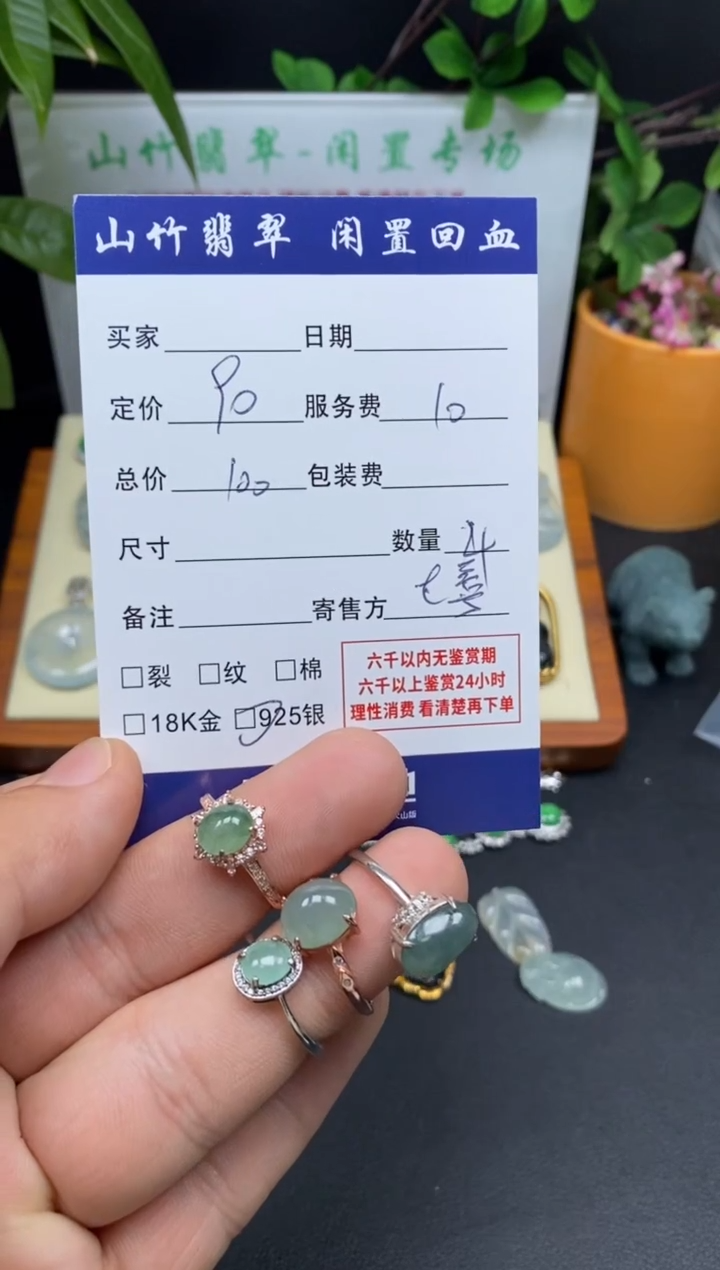 山竹翡翠-闲置专场
山竹翡翠 闲置回血
买家 日期
定价 90 服务费 10
总价 100 包装费
尺寸 数量 4
备注 寄售方
□裂 □纹 □棉
□18K金 □925银
六千以内无鉴赏期
六千以上鉴赏24小时
理性消费 看清楚再下单